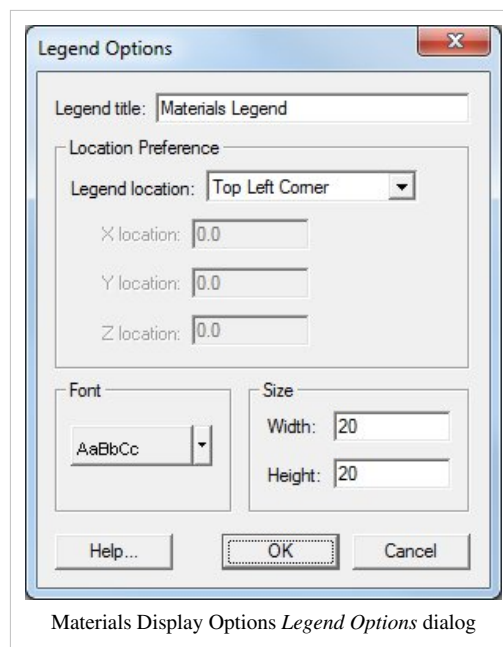 Legend Options
Legend title: Materials Legend
Location Preference
Legend location: Top Left Corner
X location: 0.0
Y location: 0.0
Z location: 0.0
Font
AaBbCc
Size
Width: 20
Height: 20
Help...
OK
Cancel
Materials Display Options Legend Options dialog